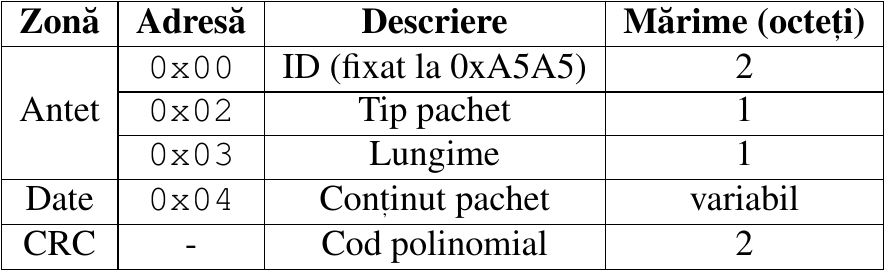 Zonă Adresă Descriere Mărime (octeți)
Antet 0x00 ID (fixat la 0xA5A5) 2
0x02 Tip pachet 1
0x03 Lungime 1
Date 0x04 Conținut pachet variabil
CRC - Cod polinomial 2